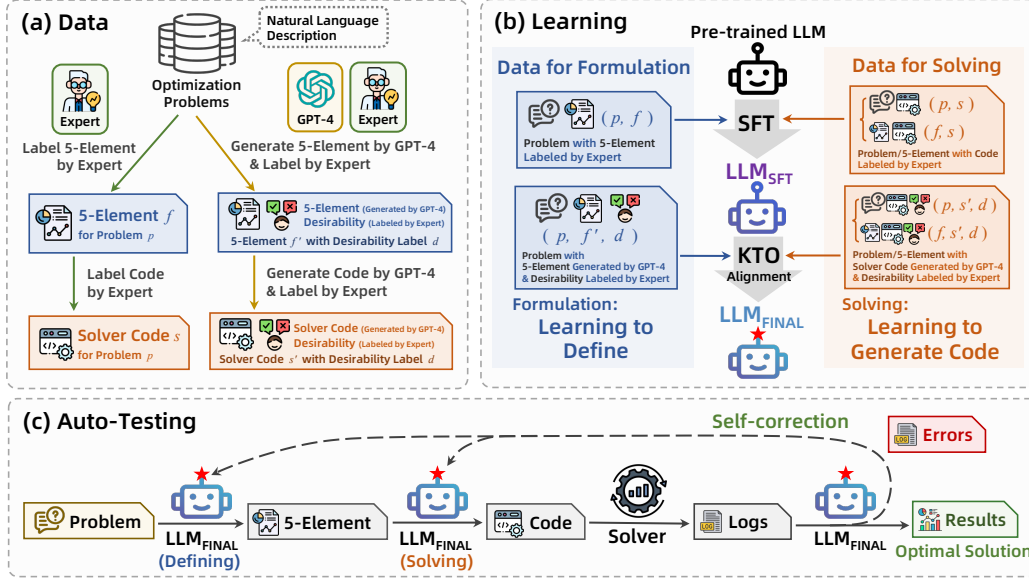 (a) Data
Natural Language
Description
Optimization
Problems
Expert
GPT-4
Expert
Label 5-Element
by Expert
Generate 5-Element by GPT-4
& Label by Expert
5-Element f
for Problem p
5-Element (Generated by GPT-4)
Desirability (Labeled by Expert)
5-Element f′ with Desirability Label d
Label Code
by Expert
Generate Code by GPT-4
& Label by Expert
Solver Code s
for Problem p
Solver Code (Generated by GPT-4)
Desirability (Labeled by Expert)
Solver Code s′ with Desirability Label d
(b) Learning
Pre-trained LLM
Data for Formulation
Data for Solving
( p, f )
Problem with 5-Element
Labeled by Expert
SFT
( p, s )
( f, s )
Problem/5-Element with Code
Labeled by Expert
LLM_SFT
( p, f′, d )
Problem with
5-Element Generated by GPT-4
& Desirability Labeled by Expert
KTO
Alignment
( p, s′, d )
( f, s′, d )
Problem/5-Element with
Solver Code Generated by GPT-4
& Desirability Labeled by Expert
Formulation:
Learning to
Define
LLM_FINAL
Solving:
Learning to
Generate Code
(c) Auto-Testing
Self-correction
LOG
Errors
Problem
LLM_FINAL
(Defining)
5-Element
LLM_FINAL
(Solving)
Code
Solver
LOG
Logs
LLM_FINAL
Results
Optimal Solution